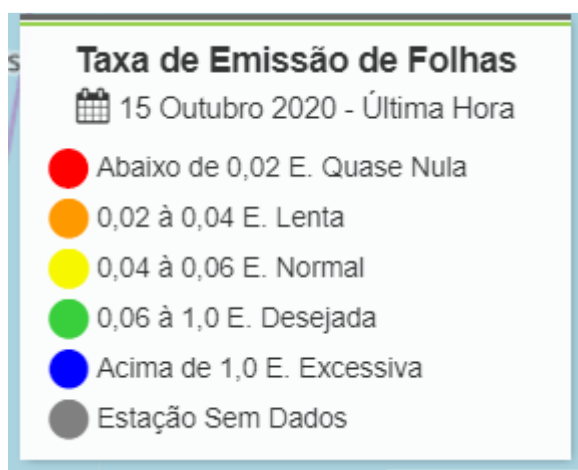 s
Taxa de Emissão de Folhas
15 Outubro 2020 - Última Hora
Abaixo de 0,02 E. Quase Nula
0,02 à 0,04 E. Lenta
0,04 à 0,06 E. Normal
0,06 à 1,0 E. Desejada
Acima de 1,0 E. Excessiva
Estação Sem Dados